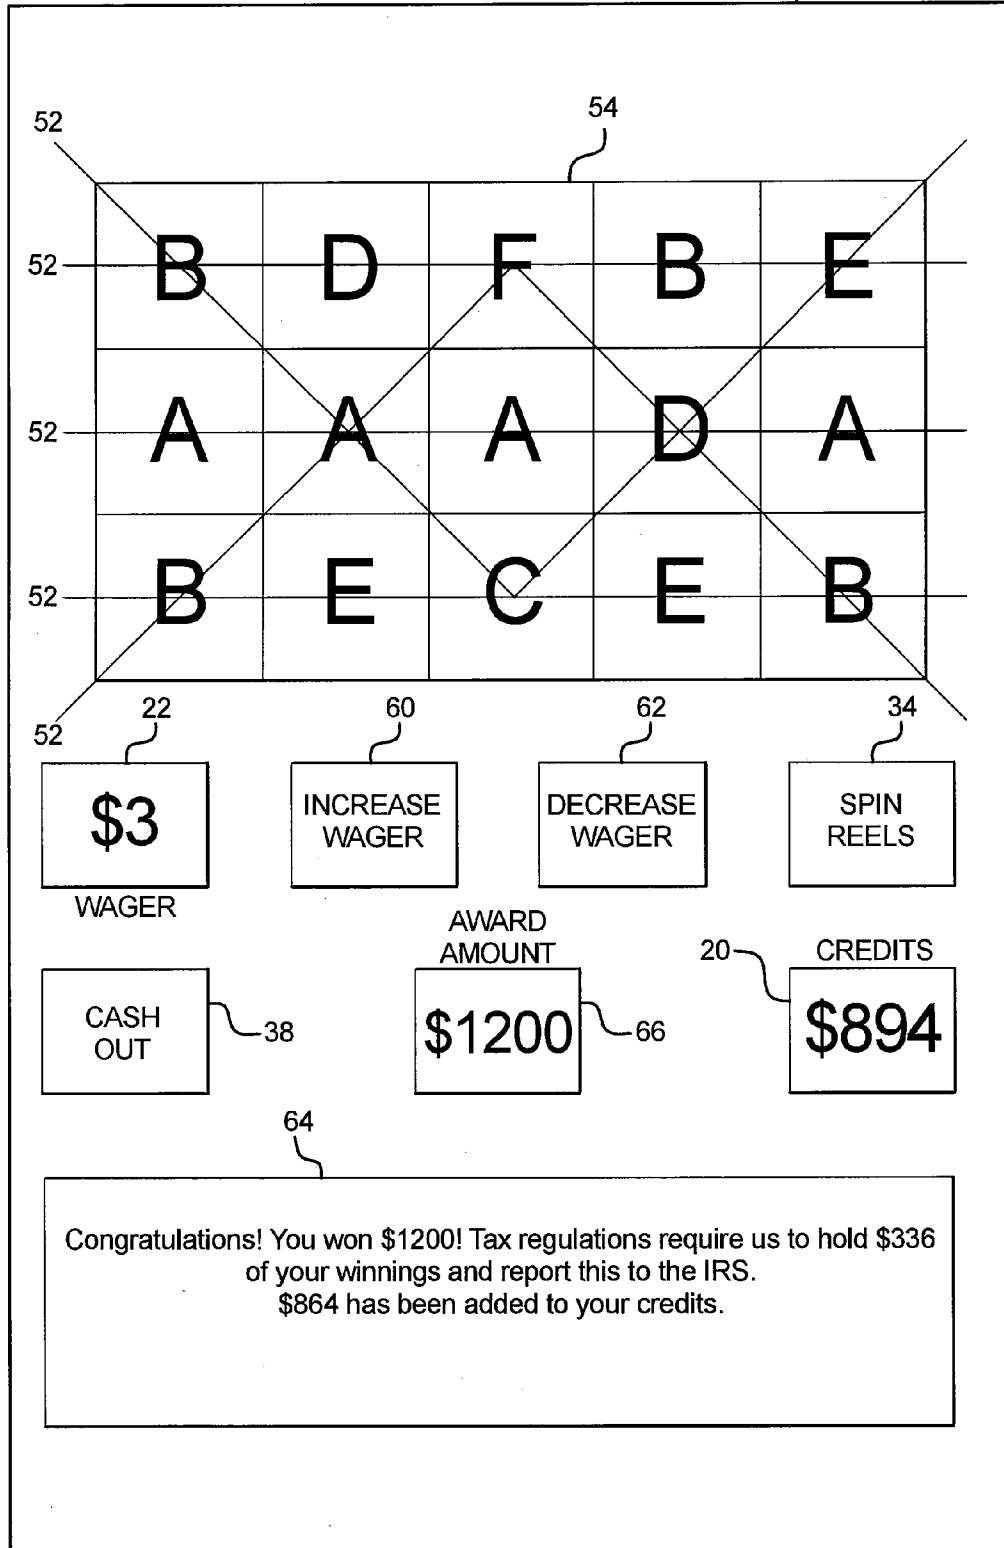 54
52
52 B D F B E
52 A A A D A
52 B E C E B
52
22 60 62 34
$3
INCREASE
WAGER
DECREASE
WAGER
SPIN
REELS
WAGER
AWARD
AMOUNT
20 CREDITS
CASH
OUT
38
$1200
66
$894
64
Congratulations! You won $1200! Tax regulations require us to hold $336
of your winnings and report this to the IRS.
$864 has been added to your credits.